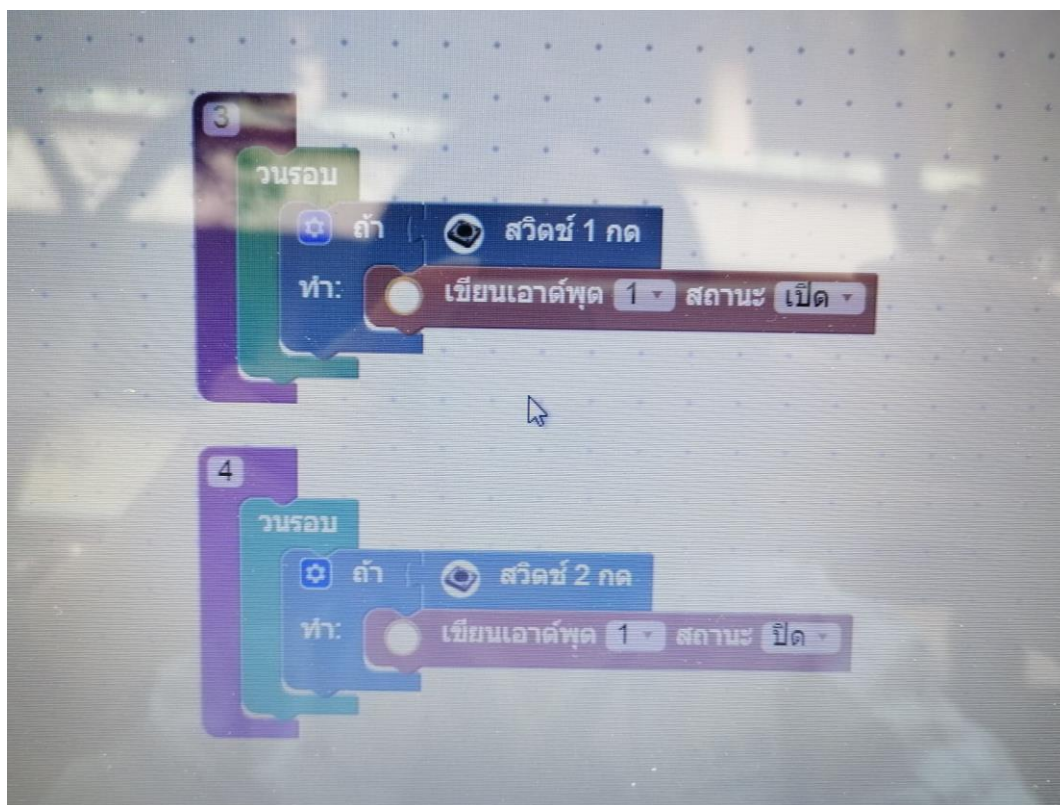 3
วนรอบ
ถ้า สวิตช์ 1 กด
ทำ: เขียนเอาต์พุต 1 สถานะ เปิด
4
วนรอบ
ถ้า สวิตช์ 2 กด
ทำ: เขียนเอาต์พุต 1 สถานะ ปิด